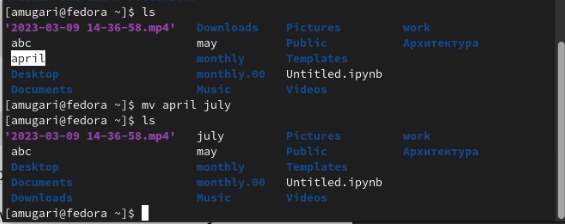 [amugari@fedora ~]$ ls
'2023-03-09 14-36-58.mp4' Downloads Pictures work
abc may Public Архитектура
april monthly Templates
Desktop monthly.00 Untitled.ipynb
Documents Music Videos
[amugari@fedora ~]$ mv april july
[amugari@fedora ~]$ ls
'2023-03-09 14-36-58.mp4' july Pictures work
abc may Public Архитектура
Desktop monthly Templates
Documents monthly.00 Untitled.ipynb
Downloads Music Videos
[amugari@fedora ~]$